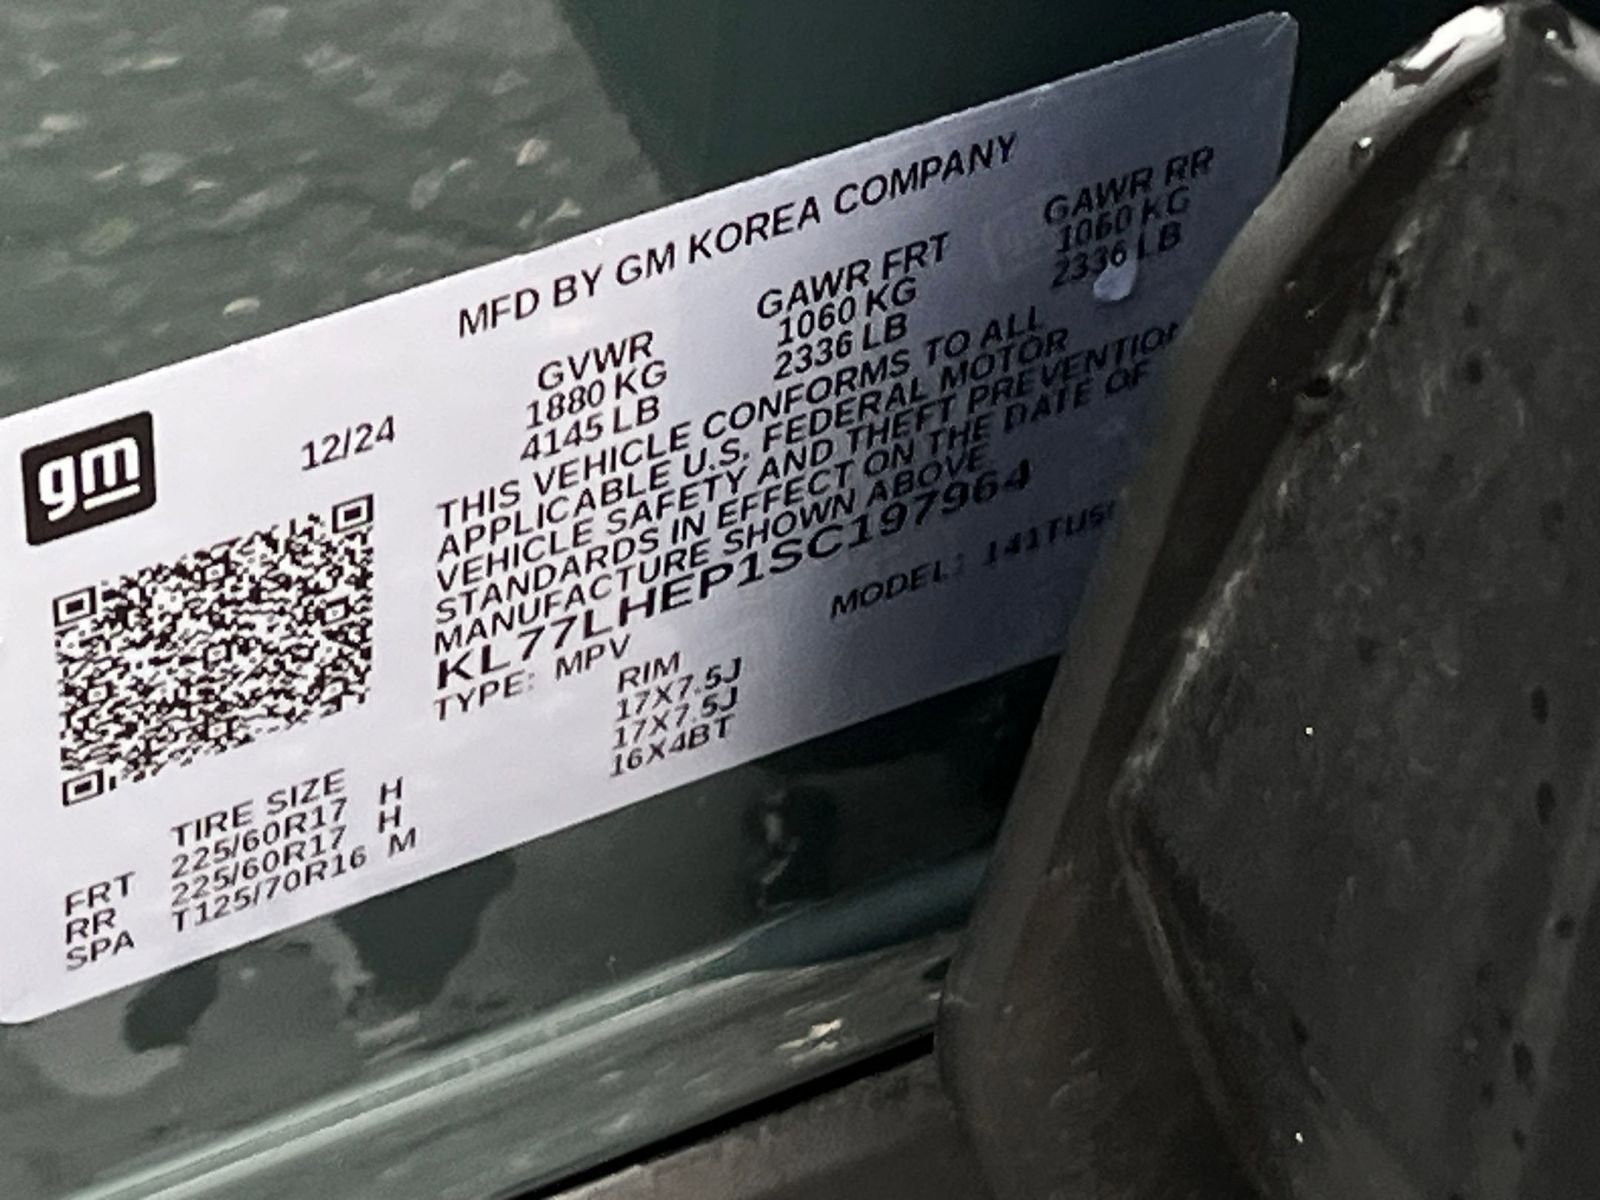 MFD BY GM KOREA COMPANY
gm
12/24
GVWR GAWR FRT GAWR RR
1880 KG 1060 KG 1060 KG
4145 LB 2336 LB 2336 LB
THIS VEHICLE CONFORMS TO ALL
APPLICABLE U.S. FEDERAL MOTOR
VEHICLE SAFETY AND THEFT PREVENTION
STANDARDS IN EFFECT ON THE DATE OF
MANUFACTURE SHOWN ABOVE
KL77LHEP1SC197964
TYPE: MPV MODEL:
TIRE SIZE RIM
FRT 225/60R17 H 17X7.5J
RR 225/60R17 H 17X7.5J
SPA T125/70R16 M 16X4BT